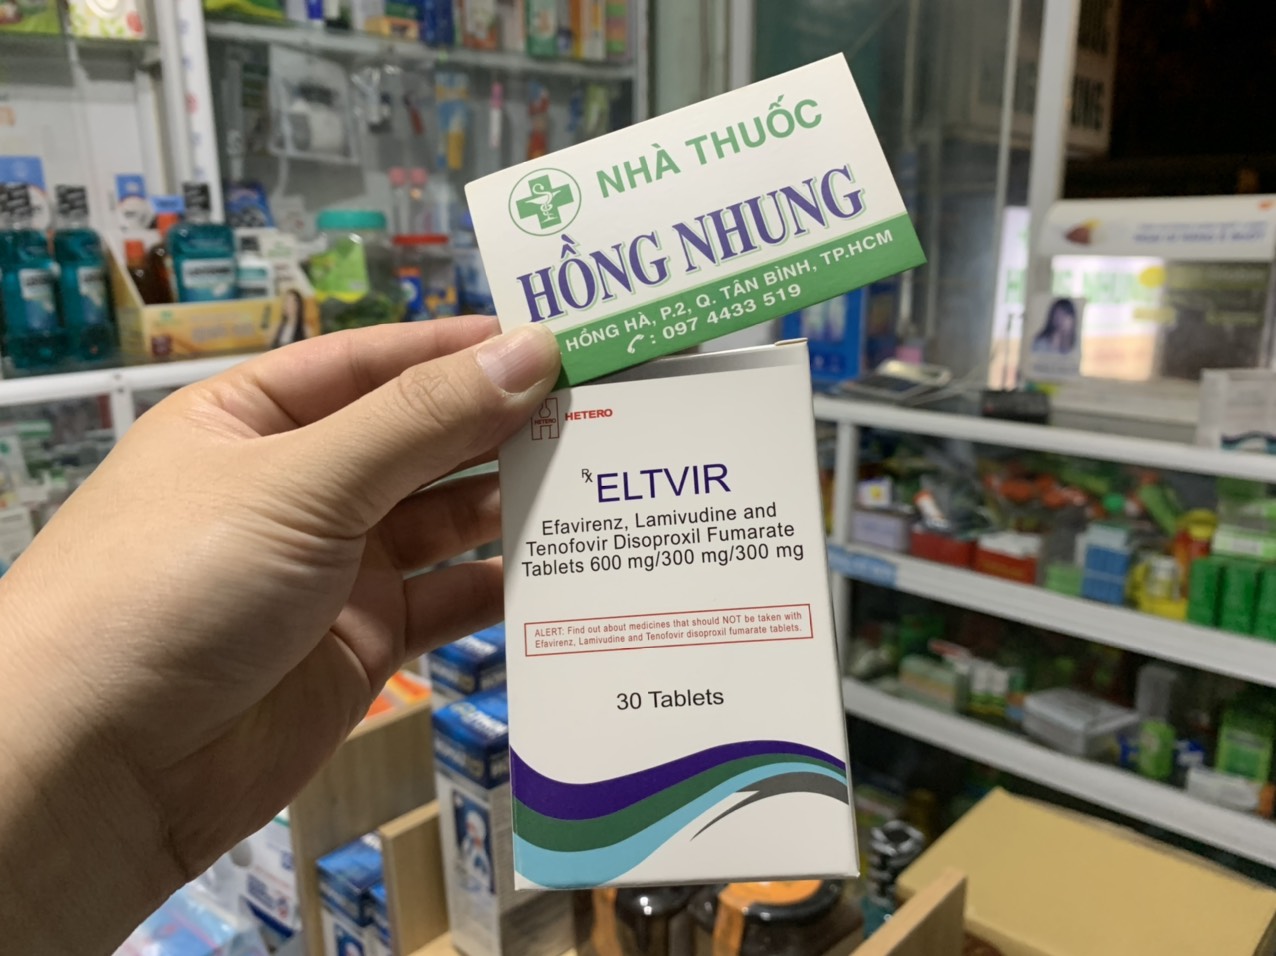 NHÀ THUỐC
HỒNG NHUNG
HỒNG HÀ, P.2, Q. TÂN BÌNH, TP.HCM
: 097 4433 519
HETERO
HETERO
Rx ELTVIR
Efavirenz, Lamivudine and
Tenofovir Disoproxil Fumarate
Tablets 600 mg/300 mg/300 mg
ALERT: Find out about medicines that should NOT be taken with
Efavirenz, Lamivudine and Tenofovir disoproxil fumarate tablets.
30 Tablets